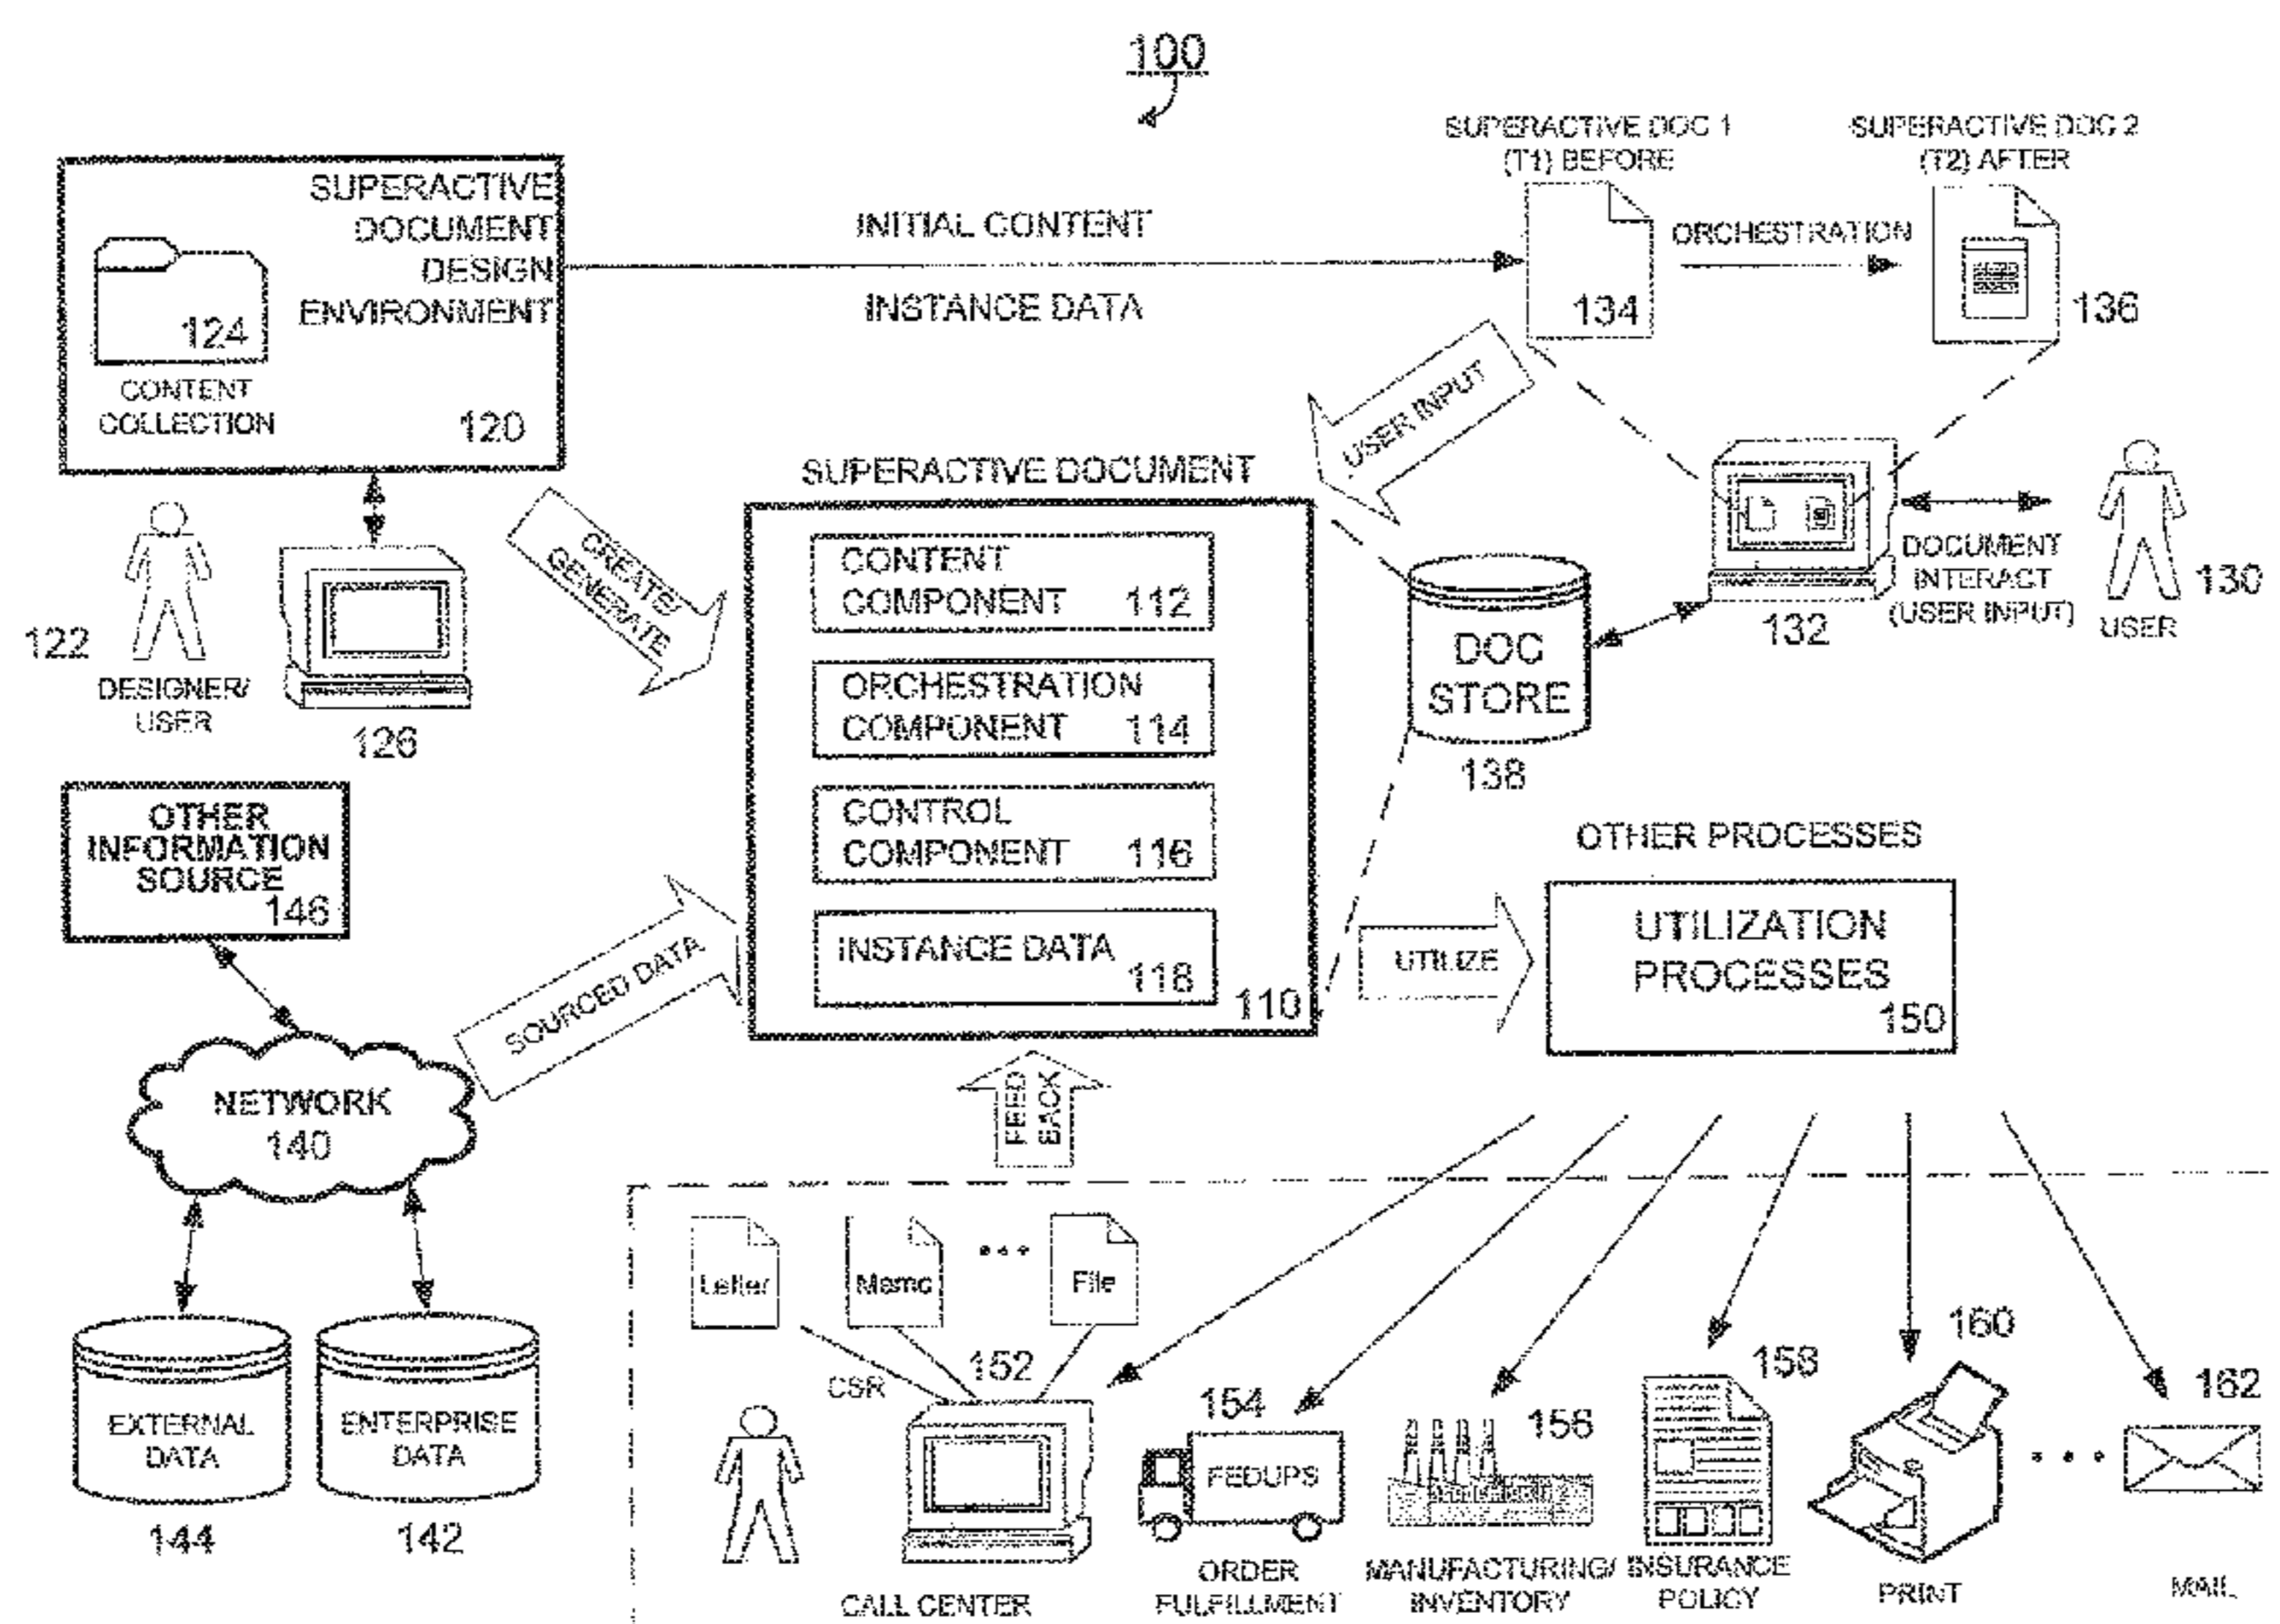 100
SUPERACTIVE DOC 1
(T1) BEFORE
SUPERACTIVE DOC 2
(T2) AFTER
SUPERACTIVE
DOCUMENT
DESIGN
ENVIRONMENT
124
CONTENT
COLLECTION
120
INITIAL CONTENT
INSTANCE DATA
134
ORCHESTRATION
136
USER INPUT
CREATE/
GENERATE
122
DESIGNER/
USER
126
SUPERACTIVE DOCUMENT
CONTENT
COMPONENT 112
ORCHESTRATION
COMPONENT 114
CONTROL
COMPONENT 116
INSTANCE DATA
118
110
DOC
STORE
138
132
DOCUMENT
INTERACT
(USER INPUT)
130
USER
OTHER
INFORMATION
SOURCE
146
SOURCED DATA
NETWORK
140
EXTERNAL
DATA
144
ENTERPRISE
DATA
142
UTILIZE
OTHER PROCESSES
UTILIZATION
PROCESSES
150
FEED
BACK
Letter
Memo
...
File
CSR
152
CALL CENTER
154
FEDUPS
ORDER
FULFILLMENT
156
MANUFACTURING/
INVENTORY
158
INSURANCE
POLICY
160
PRINT
...
162
MAIL